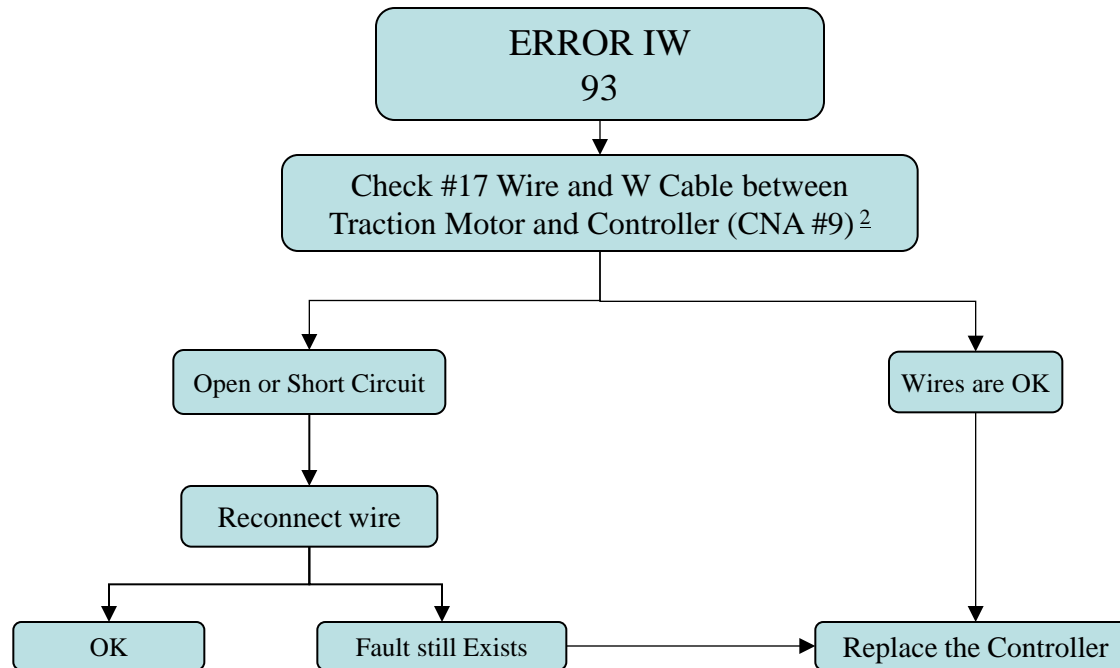 ERROR IW
93
Check #17 Wire and W Cable between
Traction Motor and Controller (CNA #9) 2
Open or Short Circuit
Wires are OK
Reconnect wire
OK
Fault still Exists
Replace the Controller